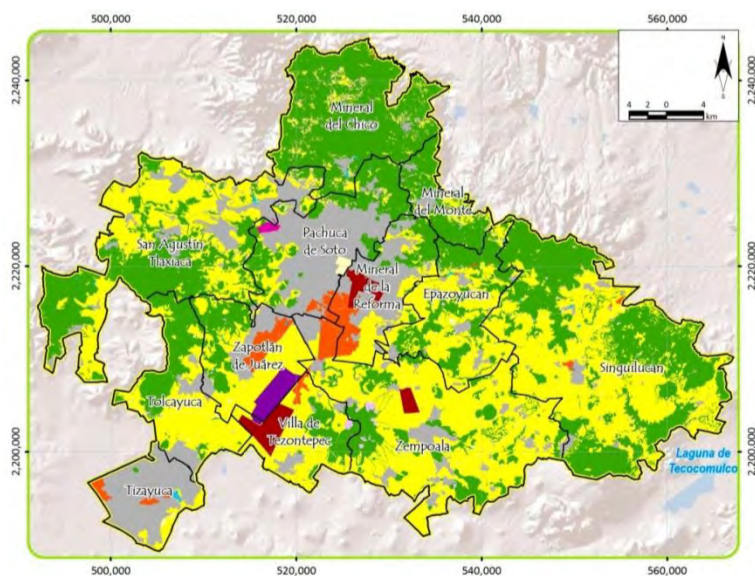 500,000
520,000
540,000
560,000
2,240,000
2,220,000
2,200,000
N
S
4 2 0 4
km
Mineral
del Chico
Mineral
del Monte
San Agustín
Tlaxiaca
Pachuca
de Soto
Mineral
de la
Reforma
Epazoyucan
Zapotlán
de Juárez
Singuilucan
Tolcayuca
Villa de
Tezontepec
Zempoala
Tizayuca
Laguna de
Tecocomulco
2,240,000
2,220,000
2,200,000
500,000
520,000
540,000
560,000